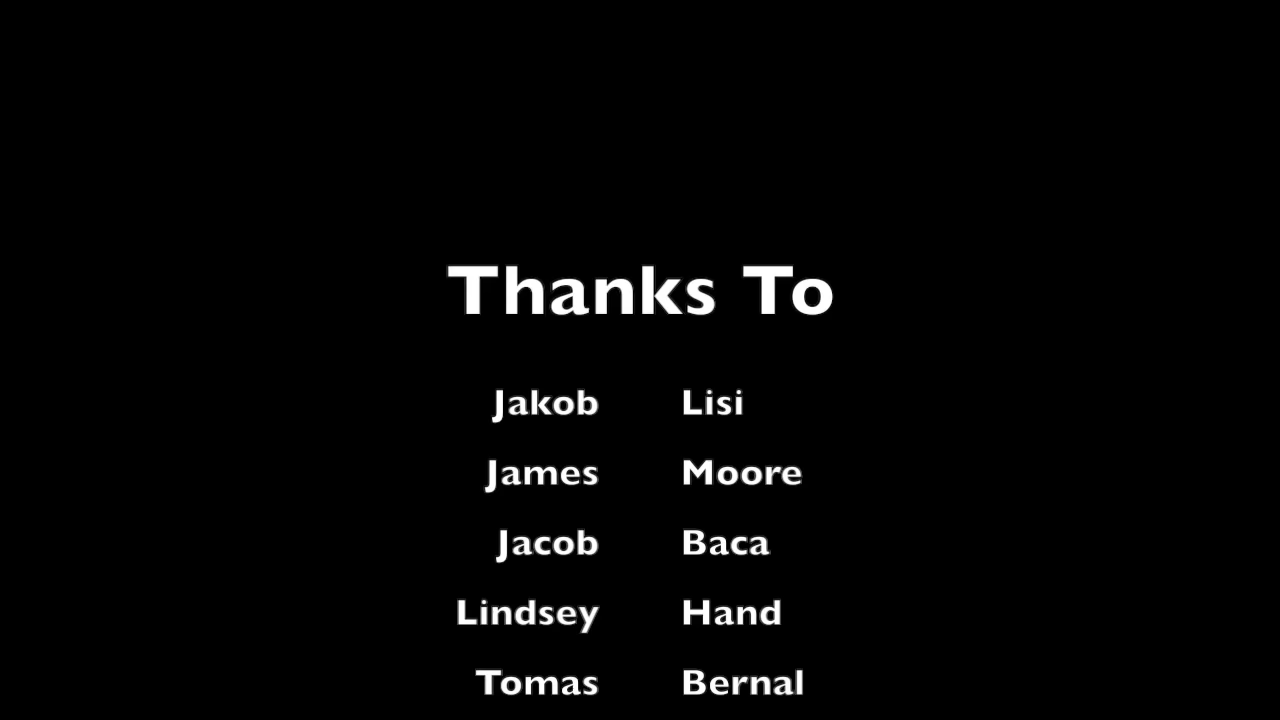 Thanks To
Jakob Lisi
James Moore
Jacob Baca
Lindsey Hand
Tomas Bernal